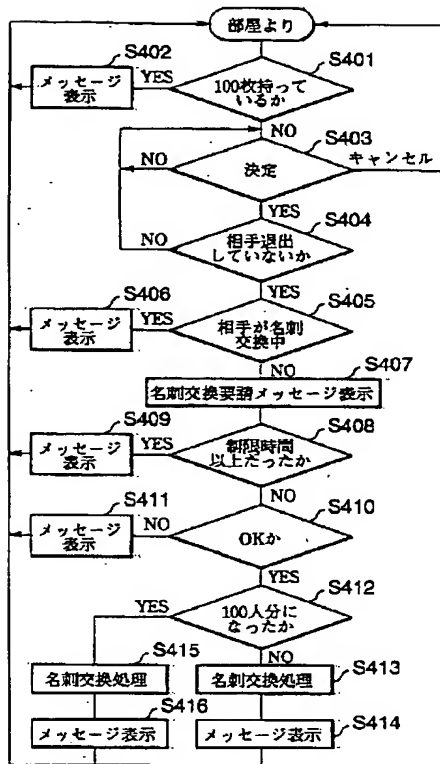 部屋より
S402
S401
メッセージ
表示
YES
100枚持って
いるか
NO
S403
NO
決定
キャンセル
YES
S404
NO
相手退出
していないか
S406
YES
S405
メッセージ
表示
YES
相手が名刺
交換中
NO
S407
名刺交換要請メッセージ表示
S409
S408
メッセージ
表示
YES
制限時間
以上だったか
S411
NO
S410
メッセージ
表示
NO
OKか
YES
S412
YES
100人分に
なったか
S415
NO
S413
名刺交換処理
名刺交換処理
S416
S414
メッセージ表示
メッセージ表示